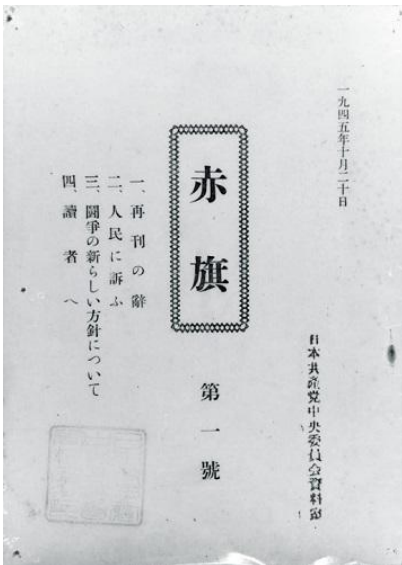 一九四五年十月二十日
日本共産党中央委員会資料室
赤旗
第一號
一、再刊の辭
二、人民に訴ふ
三、鬪爭の新らしい方針について
四、讀者へ